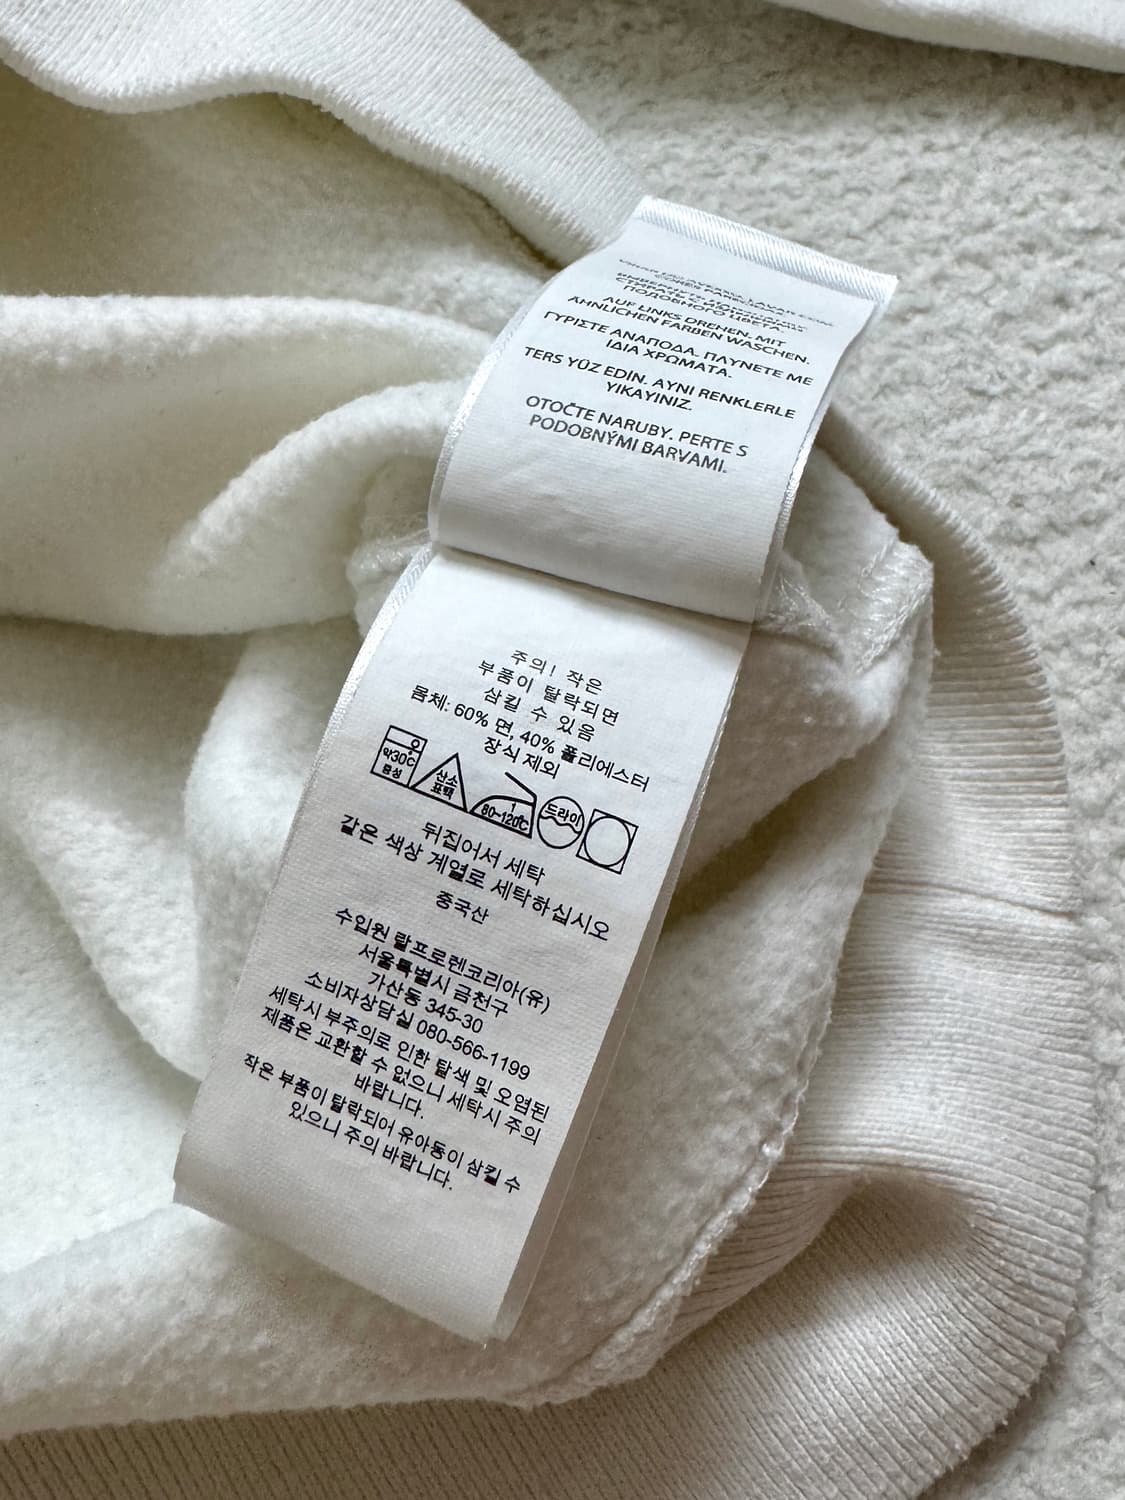 CORES PARECIDAS.
ВЫВЕРНУТЬ НАИЗНАНКУ.
СТИРАТЬ С ИЗДЕЛИЯМИ
ПОДОБНОГО ЦВЕТА.
AUF LINKS DREHEN. MIT
ÄHNLICHEN FARBEN WASCHEN.
ΓΥΡΙΣΤΕ ΑΝΑΠΟΔΑ. ΠΛΥΝΕΤΕ ΜΕ
ΙΔΙΑ ΧΡΩΜΑΤΑ.
TERS YÜZ EDİN. AYNI RENKLERLE
YIKAYINIZ.
OTOČTE NARUBY. PERTE S
PODOBNÝMI BARVAMI.
주의! 작은
부품이 탈락되면
삼킬 수 있음
몸체: 60% 면, 40% 폴리에스터
장식 제외
약30℃
중성
산소
표백
1
80~120℃
드라이
뒤집어서 세탁
같은 색상 계열로 세탁하십시오
중국산
수입원 랄프로렌코리아(유)
서울특별시 금천구
가산동 345-30
소비자상담실 080-566-1199
세탁시 부주의로 인한 탈색 및 오염된
제품은 교환할 수 없으니 세탁시 주의
바랍니다.
작은 부품이 탈락되어 유아동이 삼킬 수
있으니 주의 바랍니다.